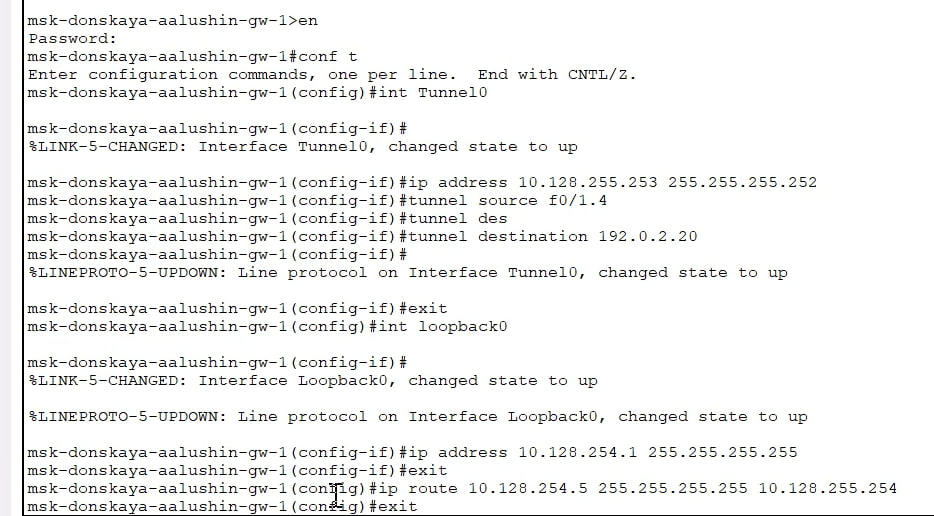 msk-donskaya-aalushin-gw-1>en
Password:
msk-donskaya-aalushin-gw-1#conf t
Enter configuration commands, one per line.  End with CNTL/Z.
msk-donskaya-aalushin-gw-1(config)#int Tunnel0
msk-donskaya-aalushin-gw-1(config-if)#
%LINK-5-CHANGED: Interface Tunnel0, changed state to up
msk-donskaya-aalushin-gw-1(config-if)#ip address 10.128.255.253 255.255.255.252
msk-donskaya-aalushin-gw-1(config-if)#tunnel source f0/1.4
msk-donskaya-aalushin-gw-1(config-if)#tunnel des
msk-donskaya-aalushin-gw-1(config-if)#tunnel destination 192.0.2.20
msk-donskaya-aalushin-gw-1(config-if)#
%LINEPROTO-5-UPDOWN: Line protocol on Interface Tunnel0, changed state to up
msk-donskaya-aalushin-gw-1(config-if)#exit
msk-donskaya-aalushin-gw-1(config)#int loopback0
msk-donskaya-aalushin-gw-1(config-if)#
%LINK-5-CHANGED: Interface Loopback0, changed state to up
%LINEPROTO-5-UPDOWN: Line protocol on Interface Loopback0, changed state to up
msk-donskaya-aalushin-gw-1(config-if)#ip address 10.128.254.1 255.255.255.255
msk-donskaya-aalushin-gw-1(config-if)#exit
msk-donskaya-aalushin-gw-1(config)#ip route 10.128.254.5 255.255.255.255 10.128.255.254
msk-donskaya-aalushin-gw-1(config)#exit